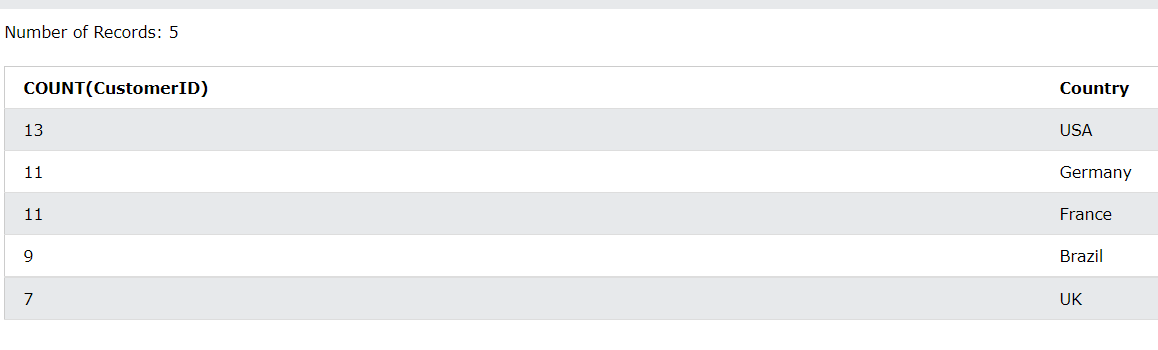 Number of Records: 5
COUNT(CustomerID) Country
13 USA
11 Germany
11 France
9 Brazil
7 UK